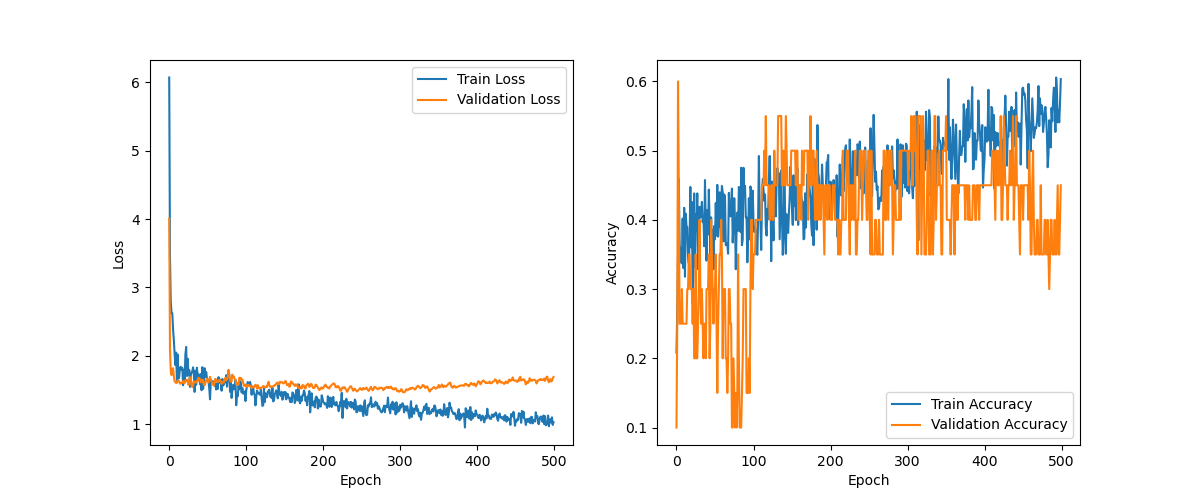 Train Loss
Validation Loss
6
5
4
3
2
1
Loss
0 100 200 300 400 500
Epoch
0.6
0.5
0.4
0.3
0.2
0.1
Accuracy
Train Accuracy
Validation Accuracy
0 100 200 300 400 500
Epoch